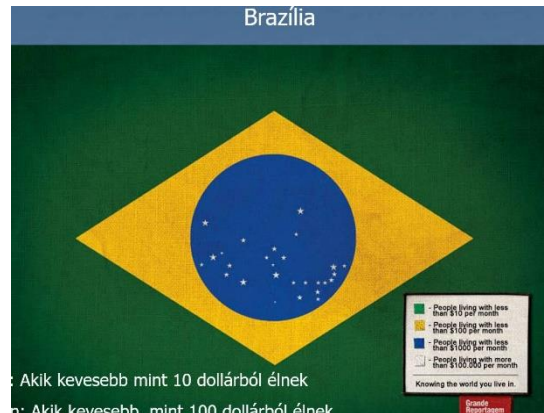 Brazília
- People living with less
than $10 per month
- People living with less
than $100 per month
- People living with less
than $1000 per month
- People living with more
than $100.000 per month
Knowing the world you live in.
Grande
Reportagem
: Akik kevesebb mint 10 dollárból élnek
n: Akik kevesebb, mint 100 dollárból élnek